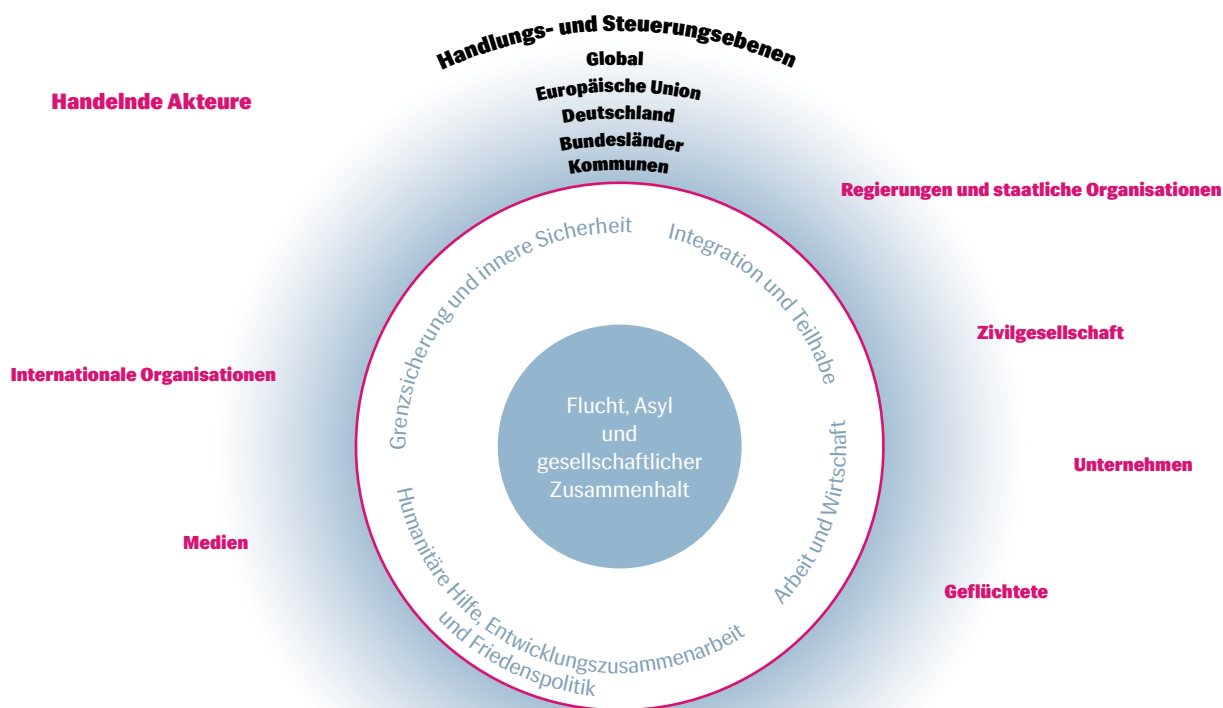 Handlungs- und Steuerungsebenen
Global
Europäische Union
Deutschland
Bundesländer
Kommunen
Handelnde Akteure
Regierungen und staatliche Organisationen
Zivilgesellschaft
Internationale Organisationen
Unternehmen
Medien
Geflüchtete
Grenzsicherung und innere Sicherheit
Integration und Teilhabe
Arbeit und Wirtschaft
Humanitäre Hilfe, Entwicklungszusammenarbeit
und Friedenspolitik
Flucht, Asyl
und
gesellschaftlicher
Zusammenhalt